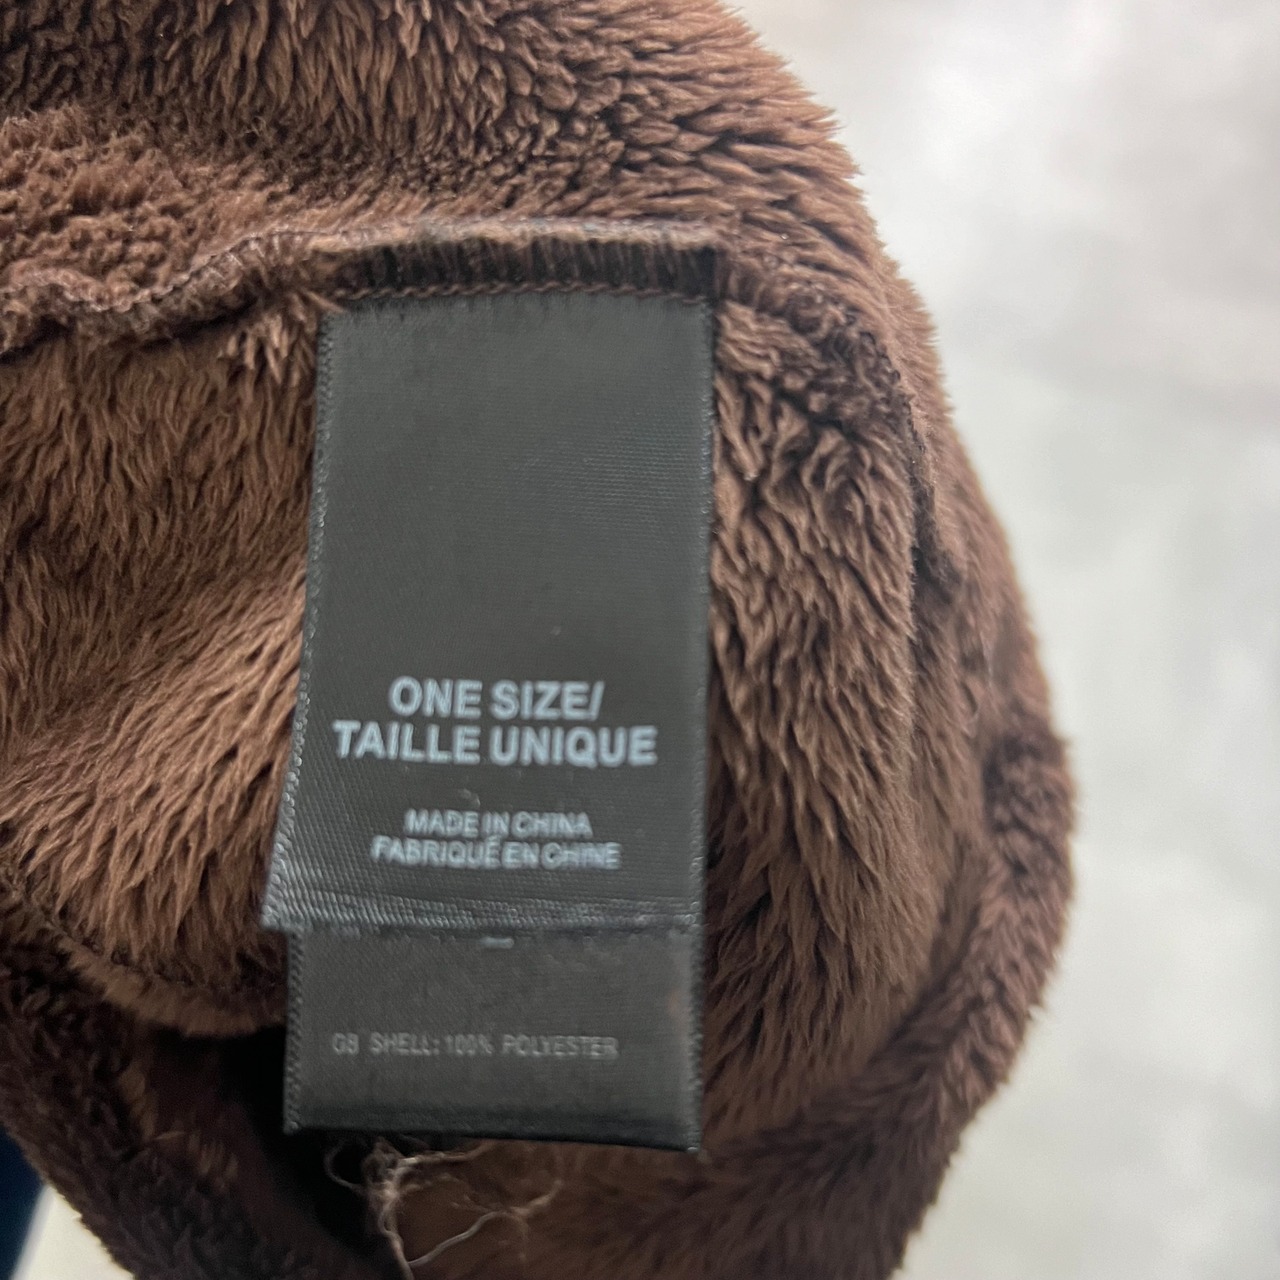 ONE SIZE/
TAILLE UNIQUE
MADE IN CHINA
FABRIQUÉ EN CHINE
GB SHELL: 100% POLYESTER